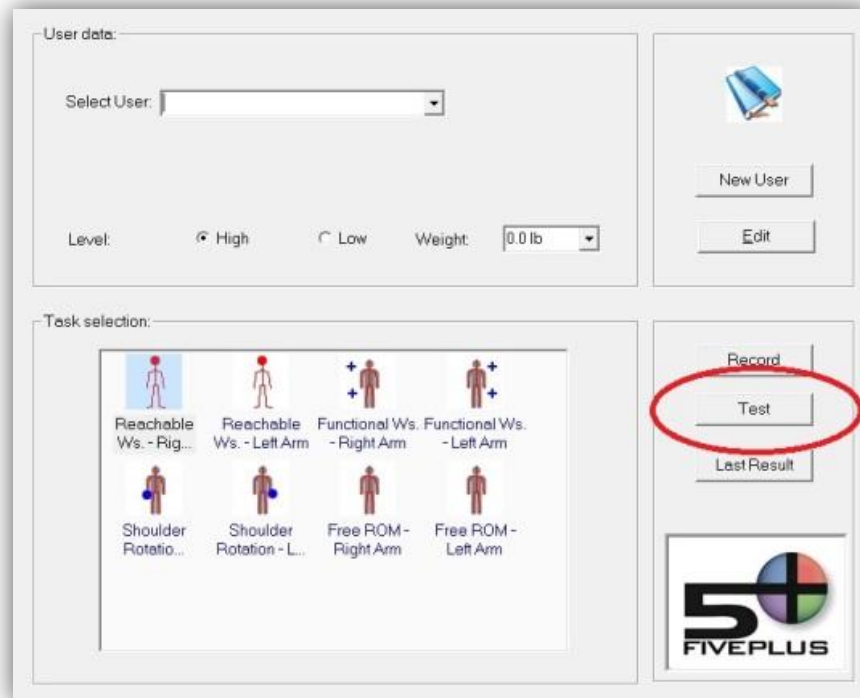 User data:
Select User:
New User
Level:
High
Low
Weight:
0.0 lb
Edit
Task selection:
Reachable
Ws. - Rig...
Reachable
Ws. - Left Arm
Functional Ws.
- Right Arm
Functional Ws.
- Left Arm
Shoulder
Rotatio...
Shoulder
Rotation - L...
Free ROM -
Right Arm
Free ROM -
Left Arm
Record
Test
Last Result
5+
FIVEPLUS